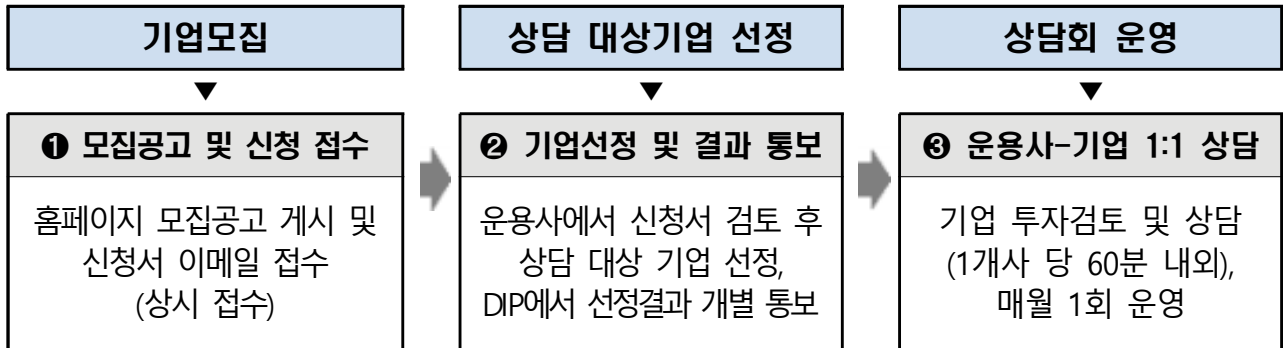 기업모집
▼
❶ 모집공고 및 신청 접수
홈페이지 모집공고 게시 및
신청서 이메일 접수
(상시 접수)
상담 대상기업 선정
▼
❷ 기업선정 및 결과 통보
운용사에서 신청서 검토 후
상담 대상 기업 선정,
DIP에서 선정결과 개별 통보
상담회 운영
▼
❸ 운용사-기업 1:1 상담
기업 투자검토 및 상담
(1개사 당 60분 내외),
매월 1회 운영